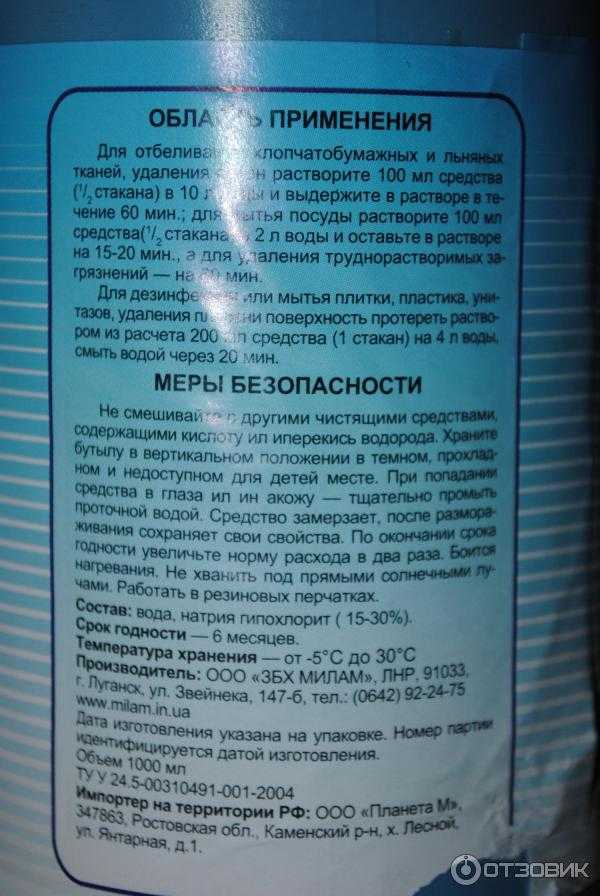 ОБЛАСТЬ ПРИМЕНЕНИЯ
Для отбеливания хлопчатобумажных и льняных
тканей, удаления растворите 100 мл средства
(1/2 стакана) в 10 л воды и выдержите в растворе в те-
чение 60 мин.; для мытья посуды растворите 100 мл
средства(1/2 стакана) 2 л воды и оставьте в растворе
на 15-20 мин., а для удаления труднорастворимых за-
грязнений — на мин.
Для дезинфекции или мытья плитки, пластика, уни-
тазов, удаления плесени поверхность протереть раство-
ром из расчета 200 мл средства (1 стакан) на 4 л воды,
смыть водой через 20 мин.
МЕРЫ БЕЗОПАСНОСТИ
Не смешивайте с другими чистящими средствами,
содержащими кислоту ил иперекись водорода. Храните
бутылу в вертикальном положении в темном, прохлад-
ном и недоступном для детей месте. При попадании
средства в глаза ил ин акожу — тщательно промыть
проточной водой. Средство замерзает, после размора-
живания сохраняет свои свойства. По окончании срока
годности увеличьте норму расхода в два раза. Боится
нагревания. Не хванить под прямыми солнечными лу-
чами. Работать в резиновых перчатках.
Состав: вода, натрия гипохлорит ( 15-30%).
Срок годности — 6 месяцев.
Температура хранения — от -5°С до 30°С
Производитель: ООО «ЗБХ МИЛАМ», ЛНР, 91033,
г. Луганск, ул. Звейнека, 147-б, тел.: (0642) 92-24-75
www.milam.in.ua
Дата изготовления указана на упаковке. Номер партии
идентифицируется датой изготовления.
Объем 1000 мл
ТУ У 24.5-00310491-001-2004
Импортер на территории РФ: ООО «Планета М»,
347863, Ростовская обл., Каменский р-н, х. Лесной,
ул. Янтарная, д.1.
ОТЗОВИК